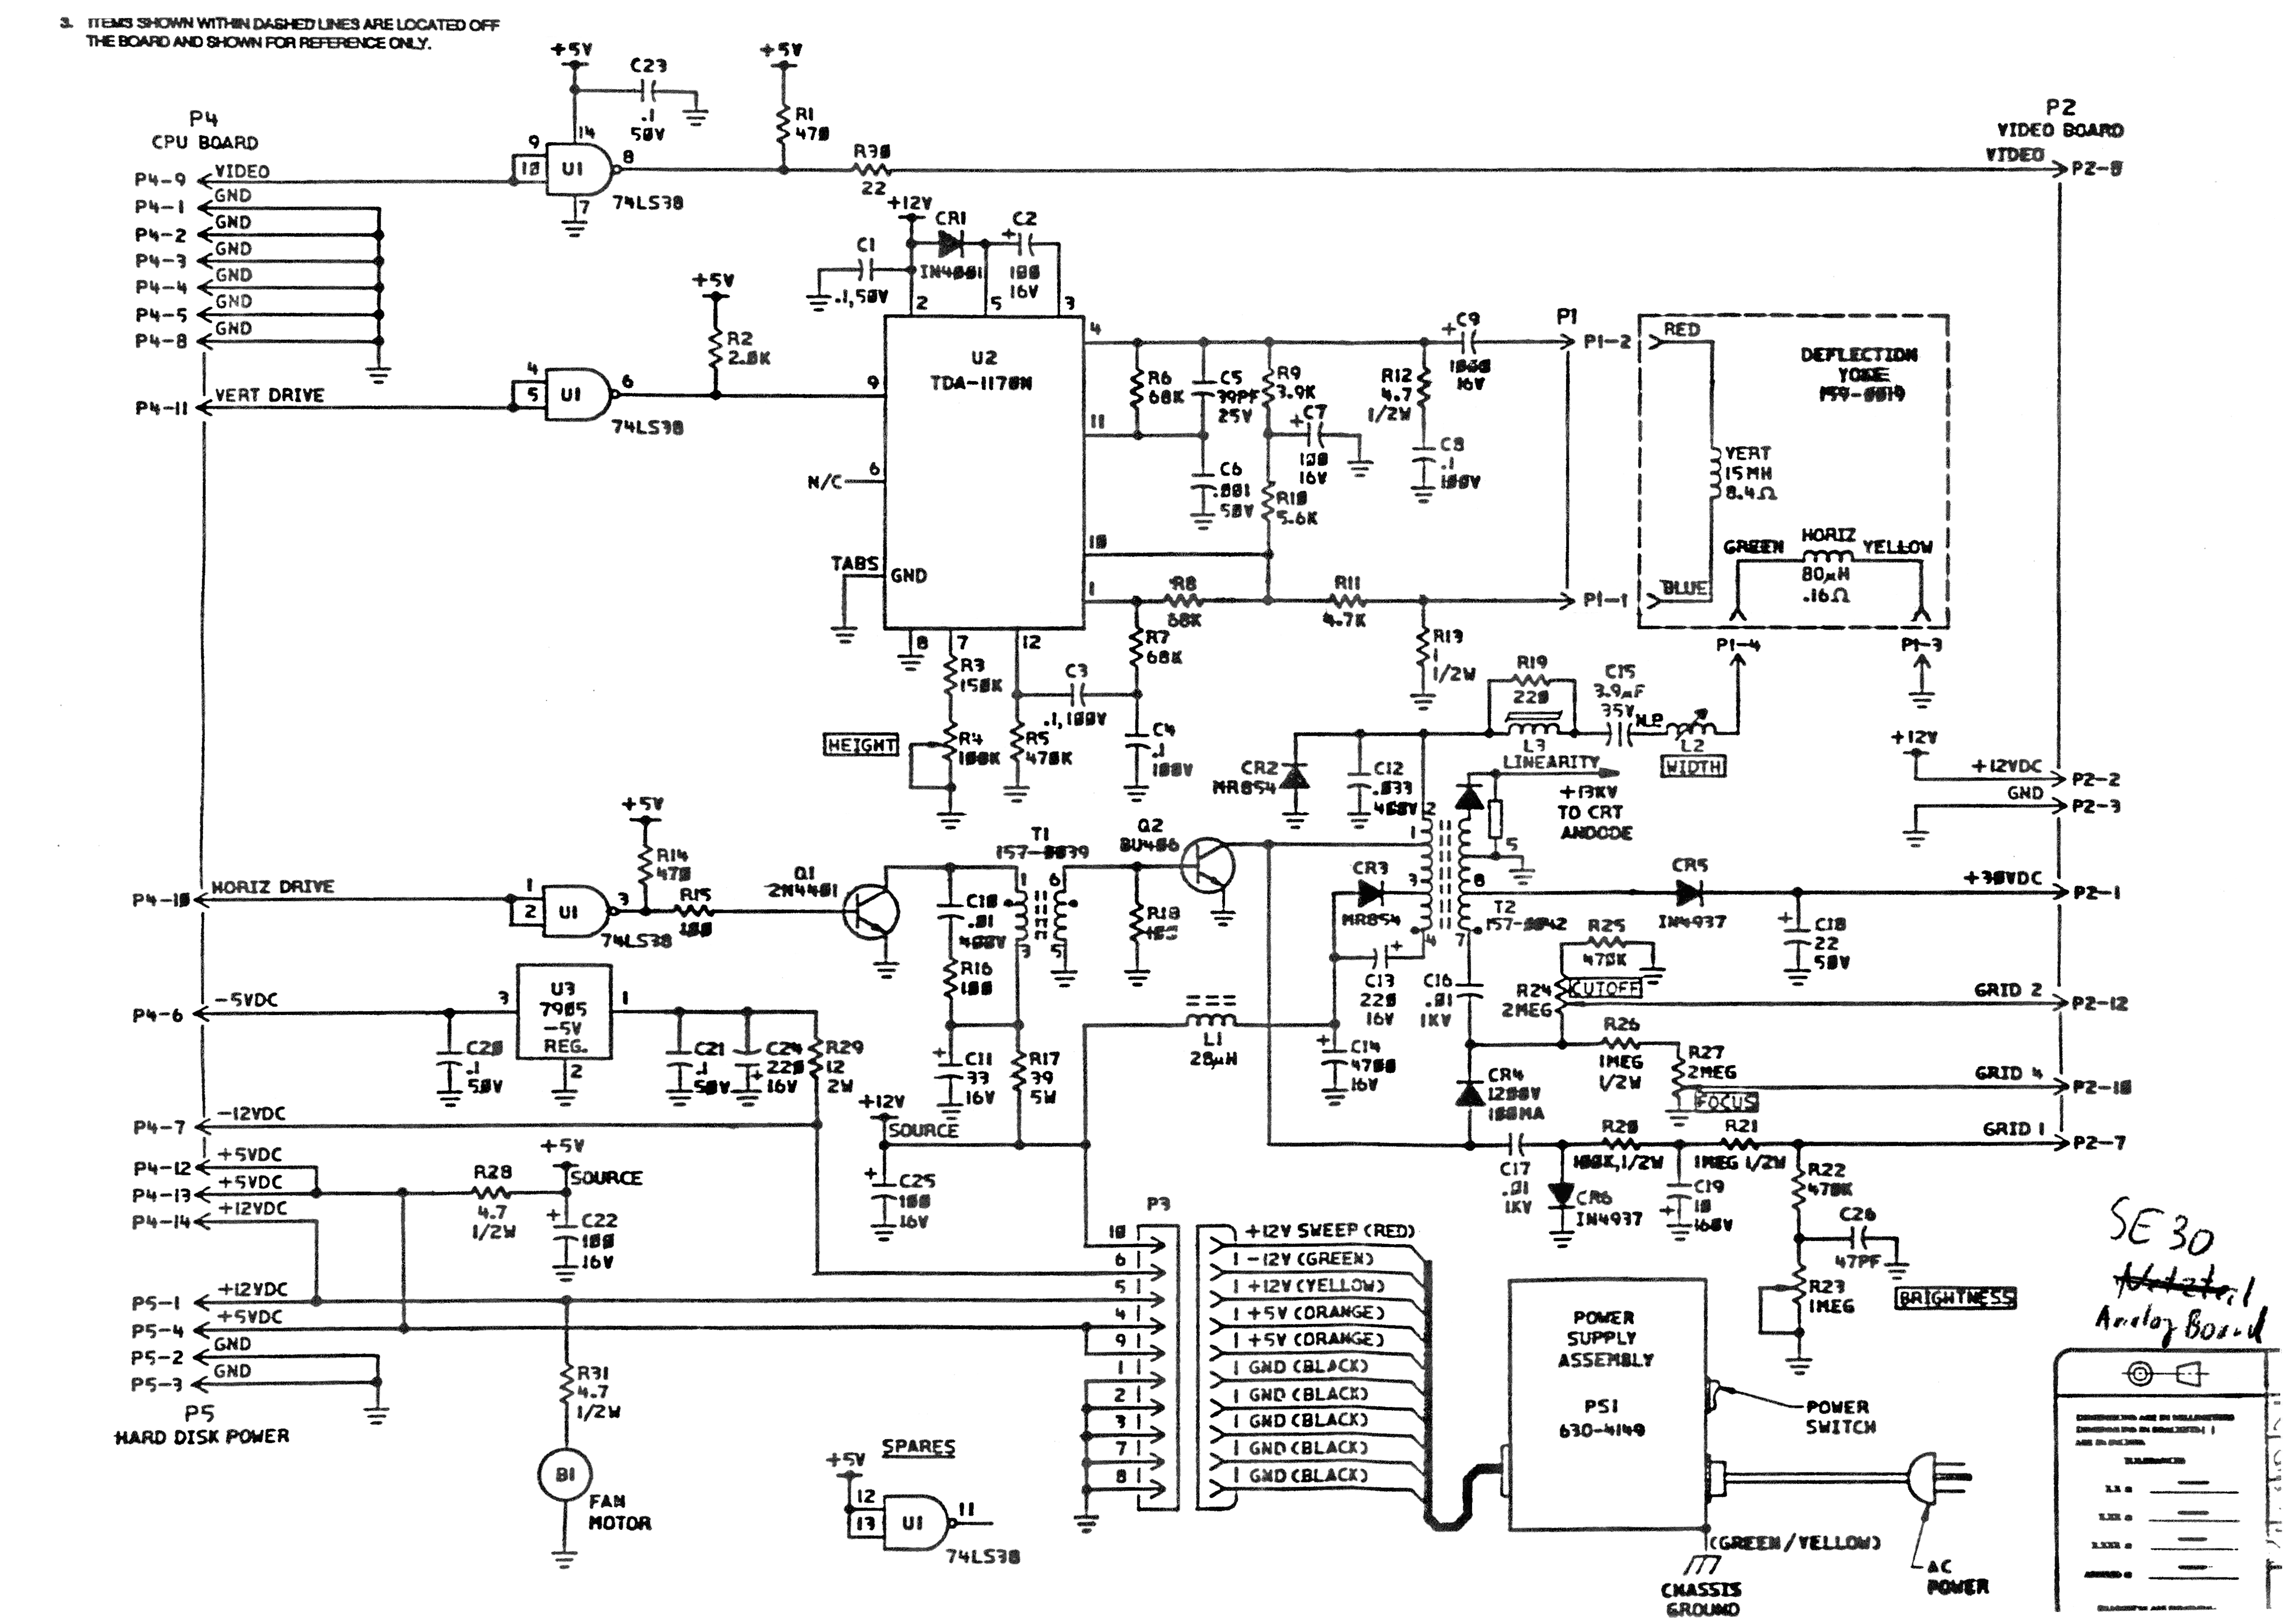 3. ITEMS SHOWN WITHIN DASHED LINES ARE LOCATED OFF
THE BOARD AND SHOWN FOR REFERENCE ONLY.
+5V
C23
.1
50V
+5V
R1
470
P4
CPU BOARD
P2
VIDEO BOARD
P4-9 VIDEO
9
10
14
U1
8
7
74LS38
R30
22
VIDEO P2-8
P4-1 GND
P4-2 GND
P4-3 GND
P4-4 GND
P4-5 GND
P4-8 GND
P4-11 VERT DRIVE
4
5
U1
6
74LS38
+5V
R2
2.0K
+12V
CR1
IN4001
C2
+
100
16V
C1
.1,50V
2
5
3
U2
TDA-1170N
9
6
N/C
TABS
GND
4
11
10
1
8
7
12
R6
68K
C5
39PF
25V
R9
3.9K
C7
+
100
16V
R12
4.7
1/2W
C9
+
1000
16V
C6
.001
50V
R10
5.6K
C8
.1
100V
P1
P1-2
P1-1
RED
BLUE
DEFLECTION
YOKE
159-0019
VERT
15MH
8.4Ω
GREEN
HORIZ
YELLOW
80µH
.16Ω
P1-4
P1-3
R8
68K
R11
4.7K
R7
68K
R13
1
1/2W
R3
150K
C3
.1,100V
HEIGHT
R4
100K
R5
470K
C4
.1
100V
R19
220
C15
3.9µF
35V
N.P.
L3
LINEARITY
L2
WIDTH
CR2
MR854
C12
.033
400V
+13KV
TO CRT
ANODE
+12V
+12VDC P2-2
GND P2-3
2
1
3
4
5
8
7
T2
157-0042
+5V
R14
470
P4-10 HORIZ DRIVE
1
2
U1
3
74LS38
R15
100
Q1
2N4401
C10
.01
400V
R16
100
T1
157-0039
1
3
6
5
Q2
BU406
R18
CR3
MR854
C13
+
220
16V
CR5
IN4937
+30VDC P2-1
C18
+
22
50V
R25
470K
R24
2MEG
CUTOFF
GRID 2 P2-12
P4-6 -5VDC
3
U3
7905
-5V
REG.
1
2
C20
.1
50V
C21
.1
50V
C24
220
+
16V
R29
12
2W
C11
+
33
16V
R17
39
5W
L1
28µH
C14
+
4700
16V
C16
.01
1KV
R26
1MEG
1/2W
R27
2MEG
FOCUS
GRID 4 P2-10
CR4
1200V
100MA
P4-7 -12VDC
+12V
SOURCE
C25
+
100
16V
C17
.01
1KV
R20
100K,1/2W
R21
1MEG 1/2W
GRID 1 P2-7
CR6
IN4937
C19
+
10
160V
R22
470K
C26
47PF
R23
1MEG
BRIGHTNESS
P4-12 +5VDC
P4-13 +5VDC
P4-14 +12VDC
R28
4.7
1/2W
+5V
SOURCE
C22
+
100
16V
P5-1 +12VDC
P5-4 +5VDC
P5-2 GND
P5-3 GND
P5
HARD DISK POWER
R31
4.7
1/2W
B1
FAN
MOTOR
SPARES
+5V
12
13
U1
11
74LS38
P3
10 +12V SWEEP (RED)
6 -12V (GREEN)
5 +12V (YELLOW)
4 +5V (ORANGE)
9 +5V (ORANGE)
1 GND (BLACK)
2 GND (BLACK)
3 GND (BLACK)
7 GND (BLACK)
8 GND (BLACK)
POWER
SUPPLY
ASSEMBLY
PS1
630-4149
POWER
SWITCH
(GREEN/YELLOW)
CHASSIS
GROUND
AC
POWER
SE 30
Analog Board
DIMENSIONS ARE IN MILLIMETERS
TOLERANCES